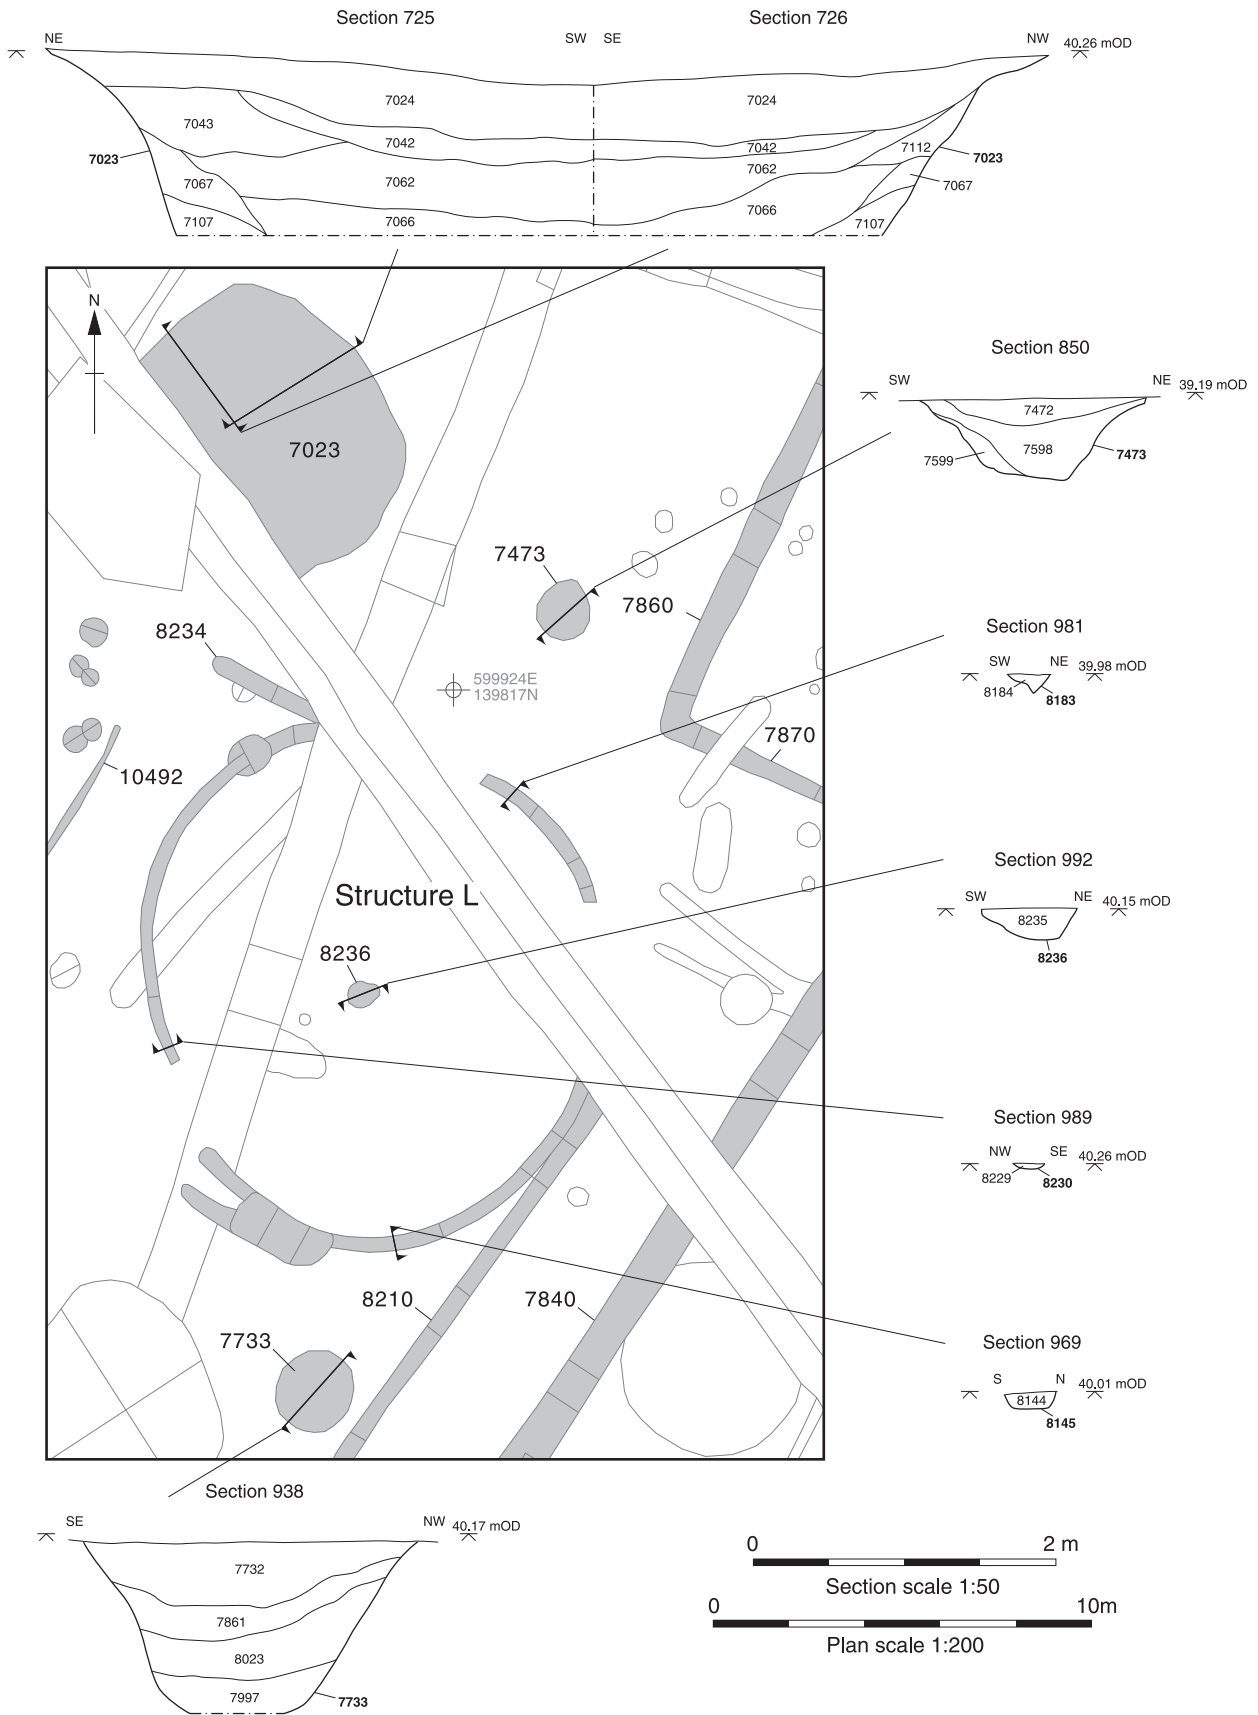 Section 725
Section 726
NE
SW
SE
NW
40.26 mOD
7024
7024
7043
7042
7042
7112
7023
7023
7062
7062
7067
7067
7107
7066
7066
7107
N
7023
Section 850
SW
NE
39.19 mOD
7472
7598
7599
7473
7473
7860
8234
599924E
139817N
Section 981
SW
NE
39.98 mOD
8184
8183
7870
10492
Structure L
Section 992
SW
NE
40.15 mOD
8235
8236
8236
Section 989
NW
SE
40.26 mOD
8229
8230
8210
7840
7733
Section 969
S
N
40.01 mOD
8144
8145
Section 938
SE
NW
40.17 mOD
7732
7861
8023
7997
7733
0
2 m
Section scale 1:50
0
10m
Plan scale 1:200